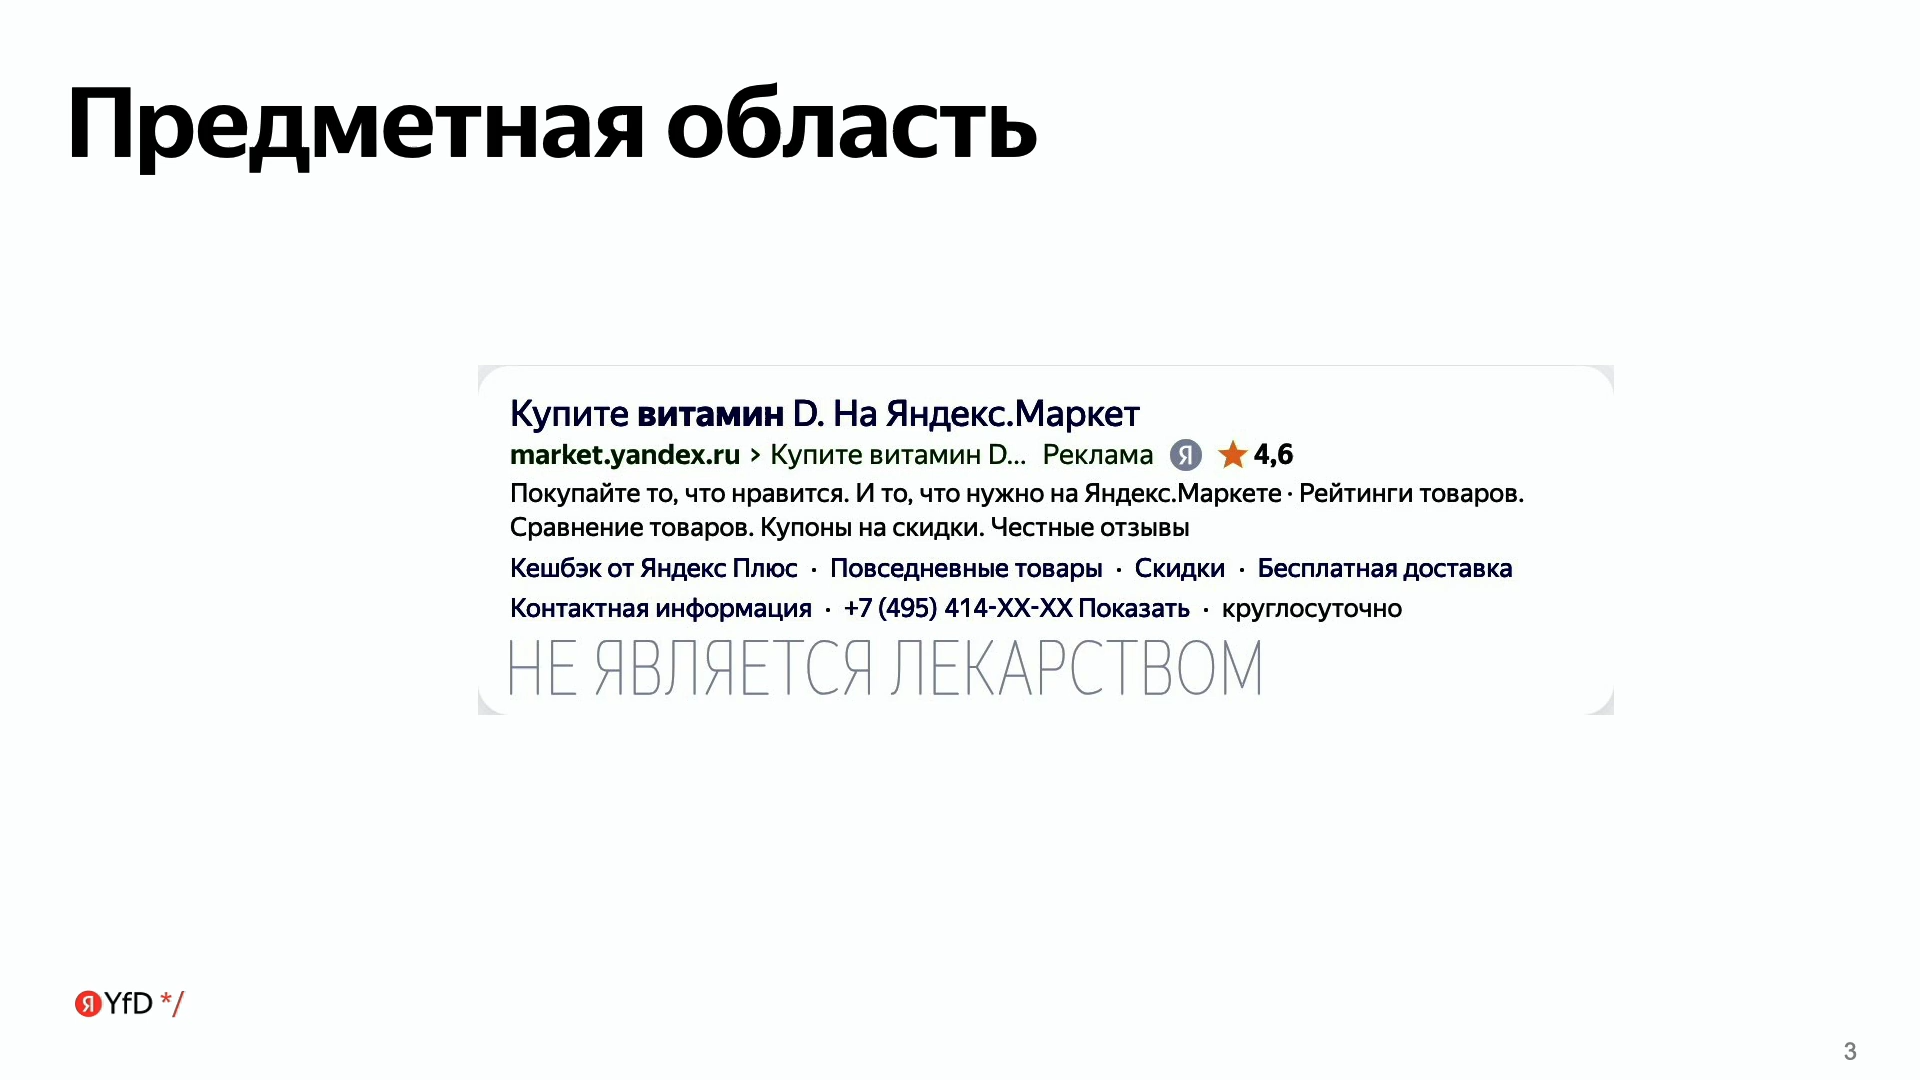 Предметная область
Купите витамин D. На Яндекс.Маркет
market.yandex.ru › Купите витамин D... Реклама Я ★ 4,6
Покупайте то, что нравится. И то, что нужно на Яндекс.Маркете · Рейтинги товаров.
Сравнение товаров. Купоны на скидки. Честные отзывы
Кешбэк от Яндекс Плюс · Повседневные товары · Скидки · Бесплатная доставка
Контактная информация · +7 (495) 414-XX-XX Показать · круглосуточно
НЕ ЯВЛЯЕТСЯ ЛЕКАРСТВОМ
Я YfD */
3